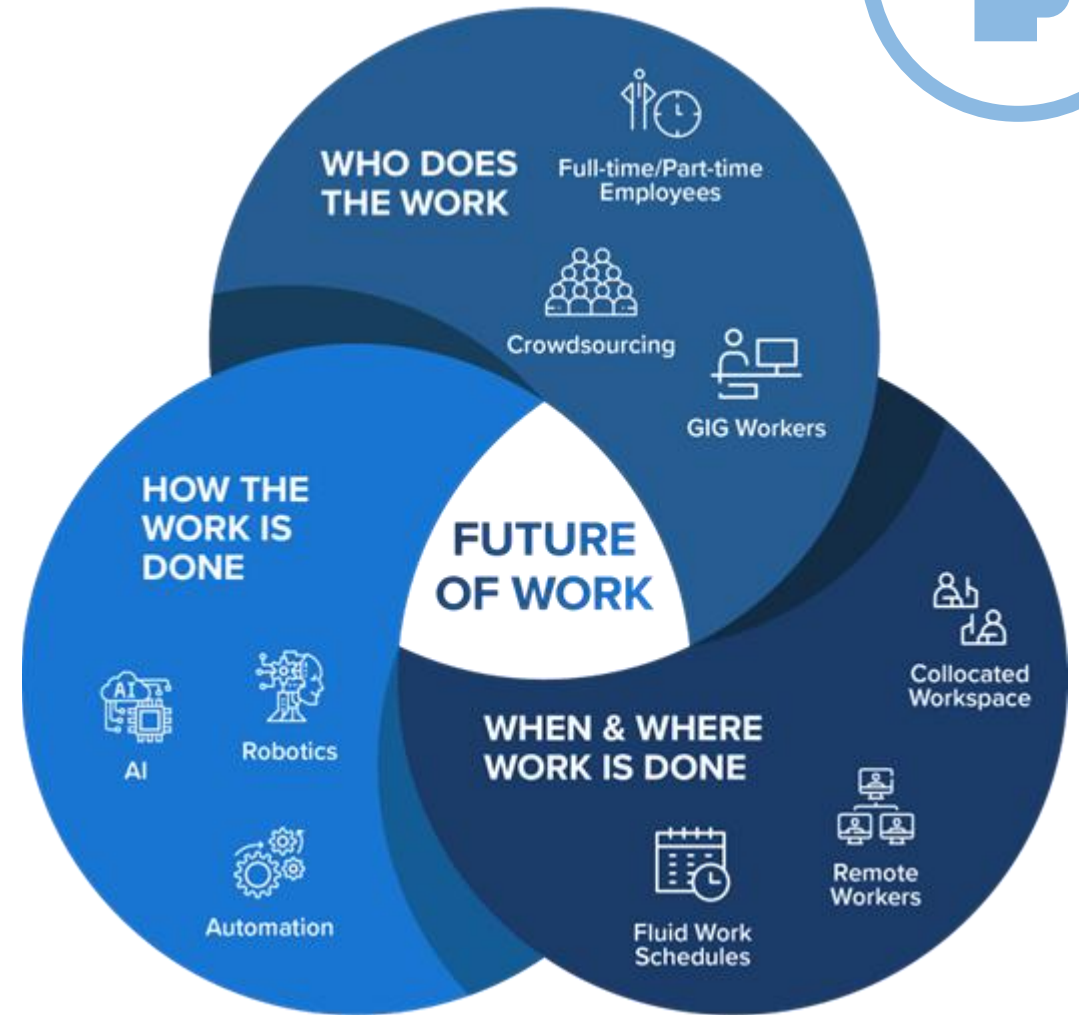 WHO DOES
THE WORK
Full-time/Part-time
Employees
Crowdsourcing
GIG Workers
HOW THE
WORK IS
DONE
AI
AI
Robotics
Automation
FUTURE
OF WORK
WHEN & WHERE
WORK IS DONE
Collocated
Workspace
Remote
Workers
Fluid Work
Schedules